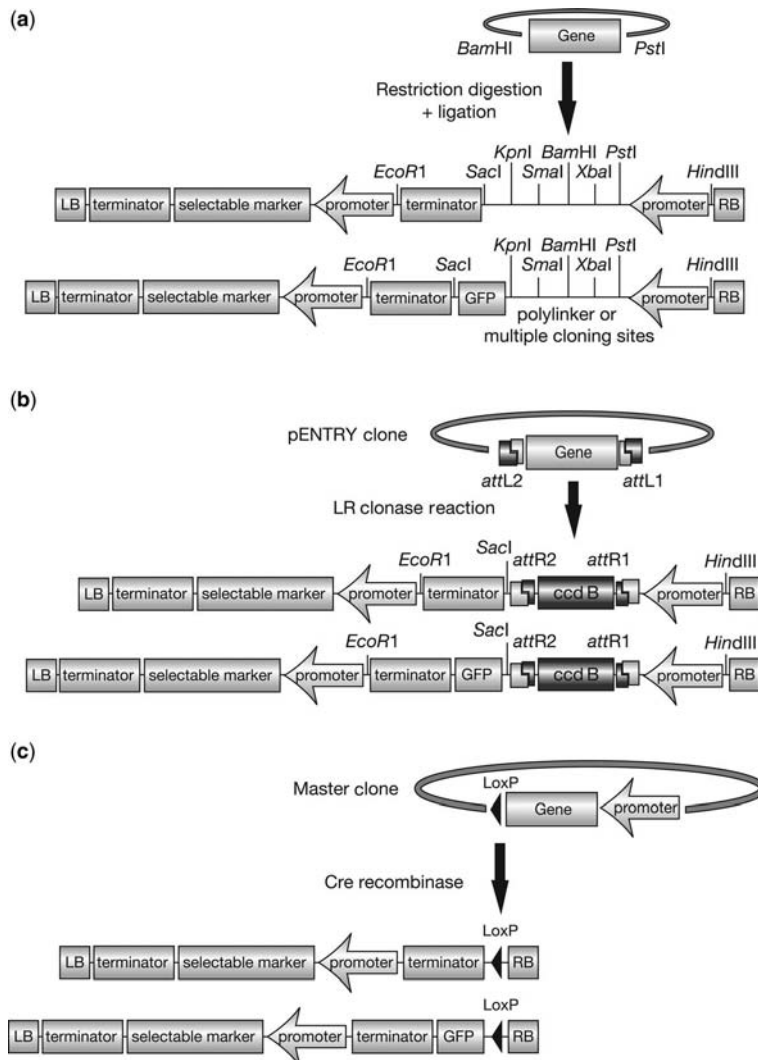 (a)
Gene
BamHI PstI
Restriction digestion
+ ligation
KpnI BamHI PstI
EcoR1 SacI SmaI XbaI HindIII
LB terminator selectable marker promoter terminator promoter RB
KpnI BamHI PstI
EcoR1 SacI SmaI XbaI HindIII
LB terminator selectable marker promoter terminator GFP promoter RB
polylinker or
multiple cloning sites
(b)
pENTRY clone
Gene
attL2 attL1
LR clonase reaction
SacI
EcoR1 attR2 attR1 HindIII
LB terminator selectable marker promoter terminator ccd B promoter RB
SacI
EcoR1 attR2 attR1 HindIII
LB terminator selectable marker promoter terminator GFP ccd B promoter RB
(c)
LoxP
Master clone
Gene promoter
Cre recombinase
LoxP
LB terminator selectable marker promoter terminator RB
LoxP
LB terminator selectable marker promoter terminator GFP RB